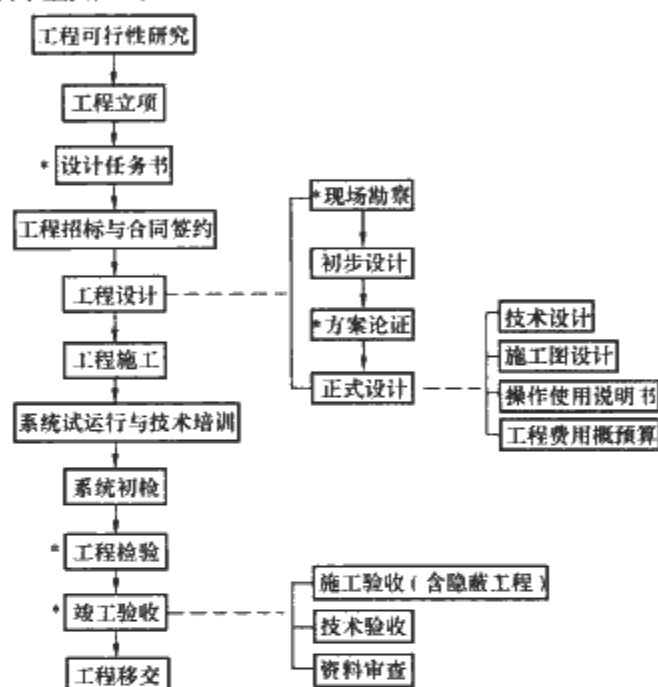 工程可行性研究
工程立项
* 设计任务书
工程招标与合同签约
工程设计
工程施工
系统试运行与技术培训
系统初检
* 工程检验
* 竣工验收
工程移交
* 现场勘察
初步设计
* 方案论证
正式设计
技术设计
施工图设计
操作使用说明书
工程费用概预算
施工验收（含隐蔽工程）
技术验收
资料审查